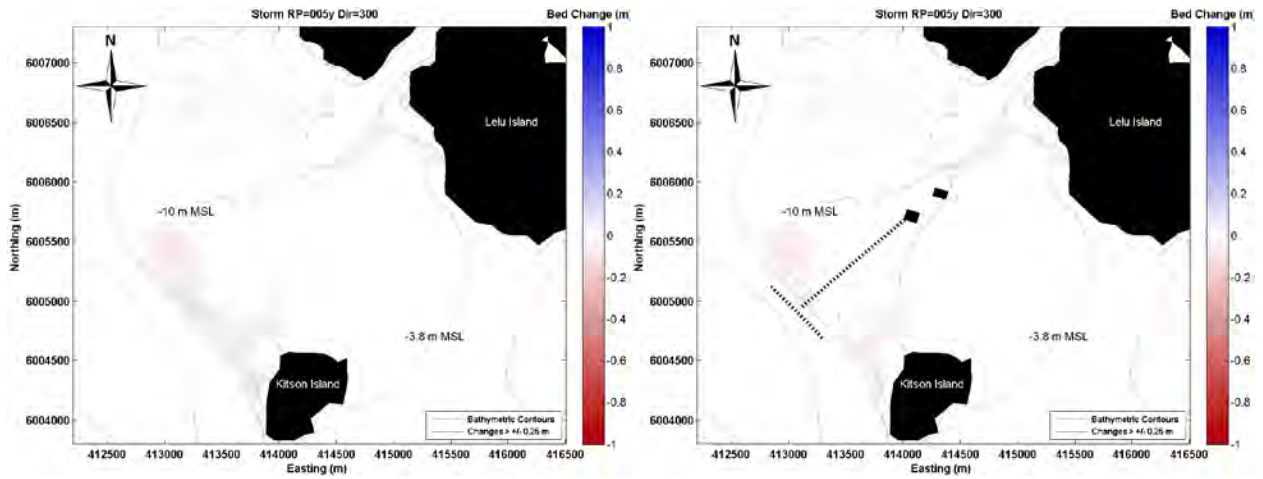 Storm RP=005y Dir=300
Bed Change (m)
N
6007000
6006500
6006000
6005500
6005000
6004500
6004000
Northing (m)
Lelu Island
-10 m MSL
-3.8 m MSL
Kitson Island
Bathymetric Contours
Changes > +/- 0.25 m
412500 413000 413500 414000 414500 415000 415500 416000 416500
Easting (m)
1
0.8
0.6
0.4
0.2
0
-0.2
-0.4
-0.6
-0.8
-1
Storm RP=005y Dir=300
Bed Change (m)
N
6007000
6006500
6006000
6005500
6005000
6004500
6004000
Northing (m)
Lelu Island
-10 m MSL
-3.8 m MSL
Kitson Island
Bathymetric Contours
Changes > +/- 0.25 m
412500 413000 413500 414000 414500 415000 415500 416000 416500
Easting (m)
1
0.8
0.6
0.4
0.2
0
-0.2
-0.4
-0.6
-0.8
-1